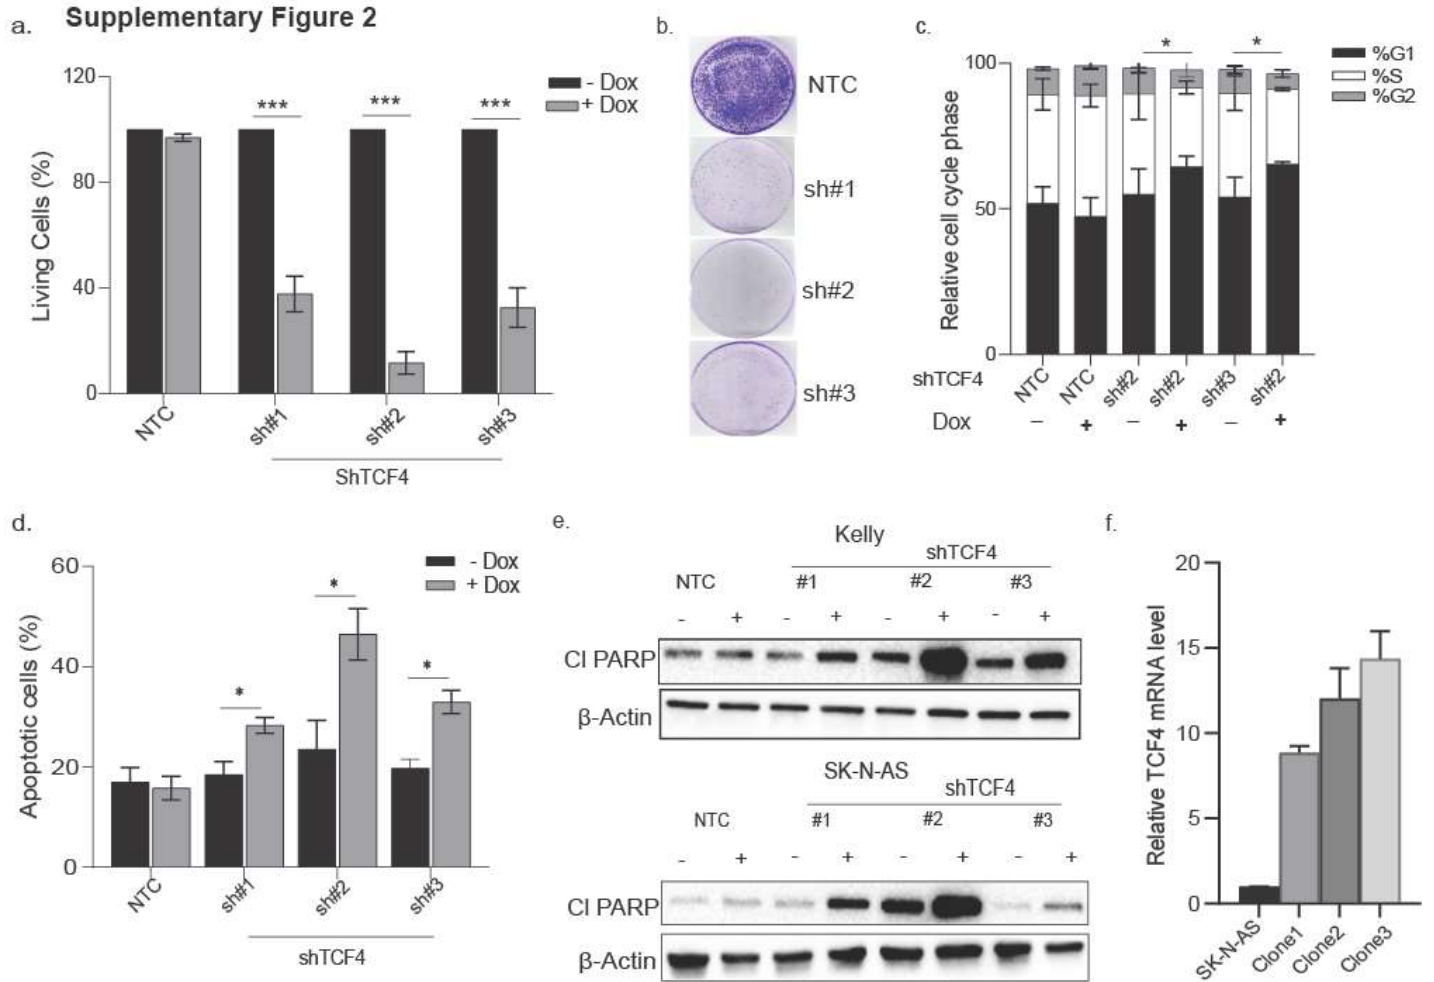 Supplementary Figure 2
a.
120
80
40
0
Living Cells (%)
- Dox
+ Dox
***
***
***
NTC
sh#1
sh#2
sh#3
ShTCF4
b.
NTC
sh#1
sh#2
sh#3
c.
100
50
0
Relative cell cycle phase
*
*
%G1
%S
%G2
shTCF4
NTC
NTC
sh#2
sh#2
sh#3
sh#2
Dox
− + − + − +
d.
60
40
20
0
Apoptotic cells (%)
- Dox
+ Dox
*
*
*
NTC
sh#1
sh#2
sh#3
shTCF4
e.
Kelly
shTCF4
NTC #1 #2 #3
- + - + - + - +
Cl PARP
β-Actin
SK-N-AS
shTCF4
NTC #1 #2 #3
- + - + - + - +
Cl PARP
β-Actin
f.
20
15
10
5
0
Relative TCF4 mRNA level
SK-N-AS
Clone1
Clone2
Clone3